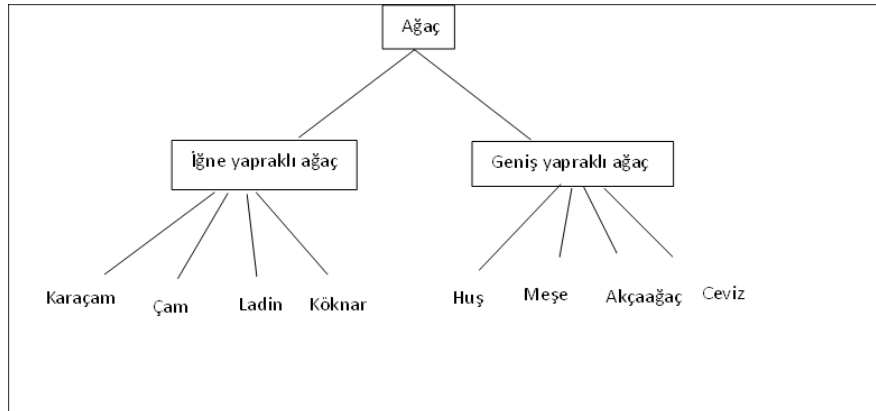 Ağaç
İğne yapraklı ağaç
Geniş yapraklı ağaç
Karaçam
Çam
Ladin
Köknar
Huş
Meşe
Akçaağaç
Ceviz